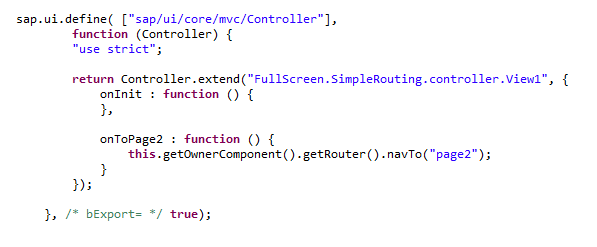 sap.ui.define( ["sap/ui/core/mvc/Controller"],
        function (Controller) {
        "use strict";

        return Controller.extend("FullScreen.SimpleRouting.controller.View1", {
            onInit : function () {
            },

            onToPage2 : function () {
                this.getOwnerComponent().getRouter().navTo("page2");
            }
        });

    }, /* bExport= */ true);